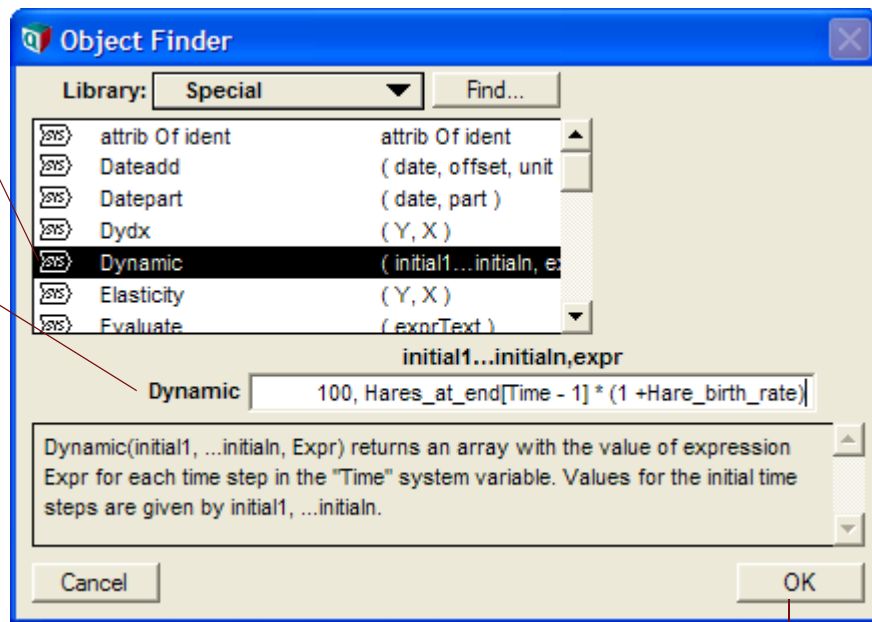 Object Finder
Library: Special Find...
attrib Of ident attrib Of ident
Dateadd ( date, offset, unit
Datepart ( date, part )
Dydx ( Y, X )
Dynamic ( initial1...initialn, ex
Elasticity ( Y, X )
Evaluate ( exprText )
initial1...initialn,expr
Dynamic 100, Hares_at_end[Time - 1] * (1 +Hare_birth_rate)
Dynamic(initial1, ...initialn, Expr) returns an array with the value of expression
Expr for each time step in the "Time" system variable. Values for the initial time
steps are given by initial1, ...initialn.
Cancel OK